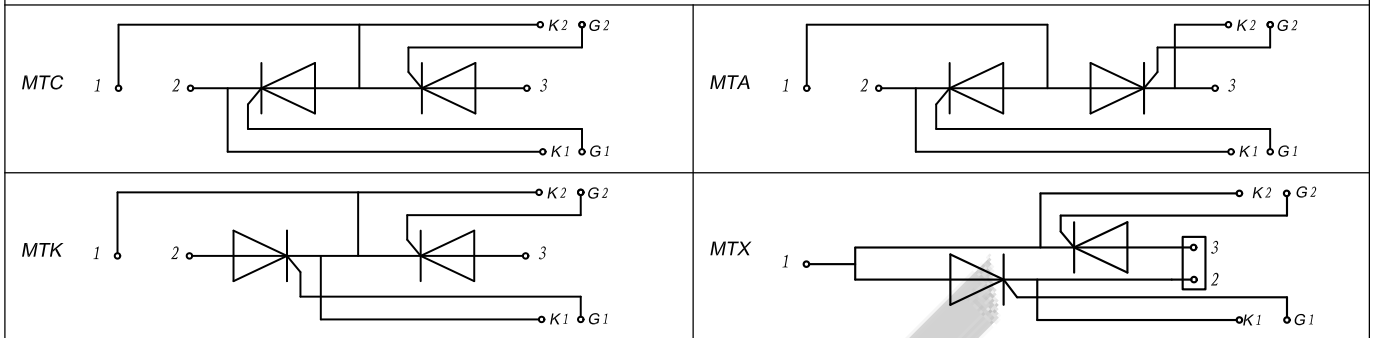 K2 G2
MTC 1 2 3
K1 G1
K2 G2
MTA 1 2 3
K1 G1
K2 G2
MTK 1 2 3
K1 G1
K2 G2
MTX 1 3
2
K1 G1